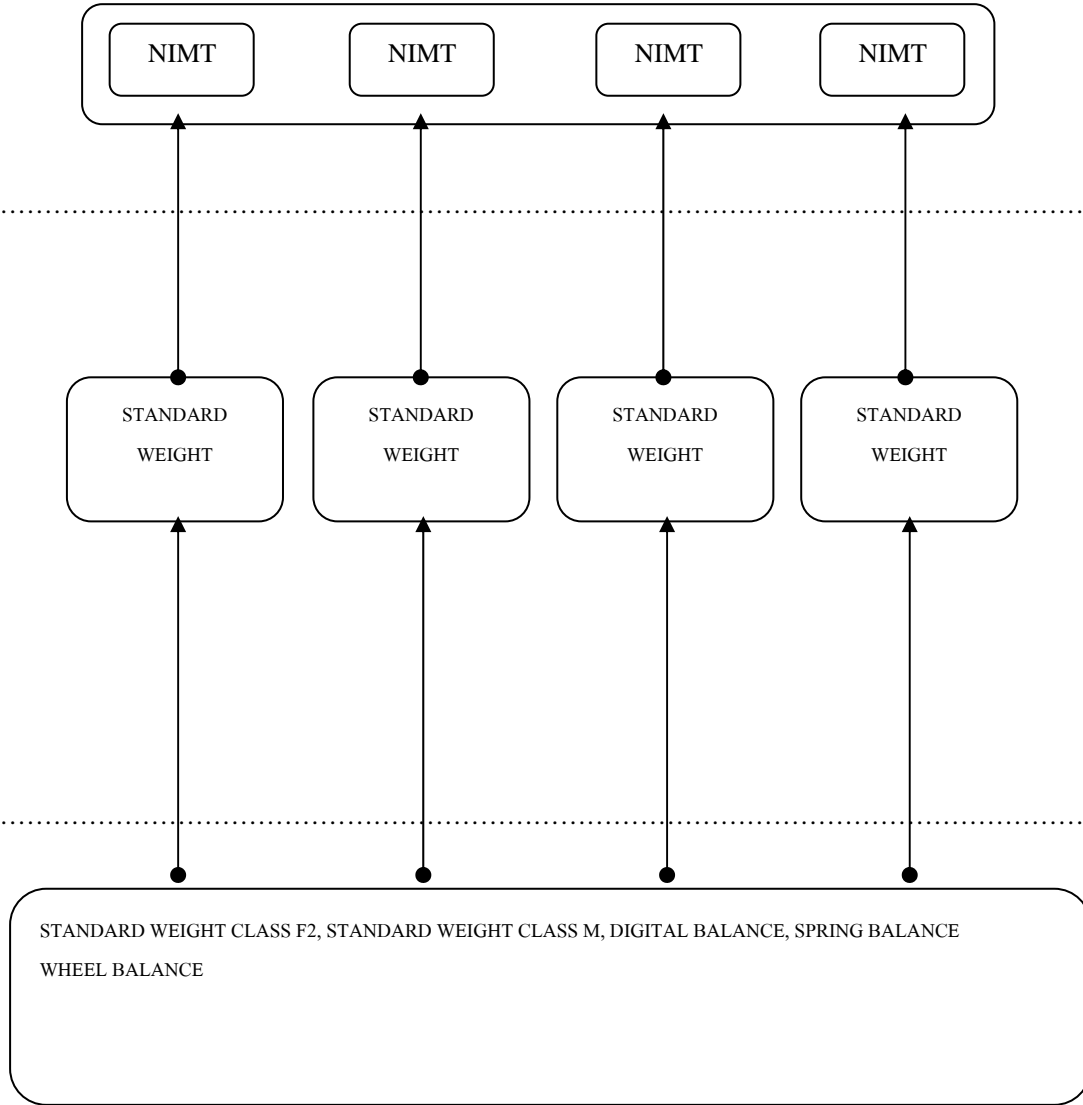 NIMT NIMT NIMT NIMT
STANDARD STANDARD STANDARD STANDARD
WEIGHT WEIGHT WEIGHT WEIGHT
STANDARD WEIGHT CLASS F2, STANDARD WEIGHT CLASS M, DIGITAL BALANCE, SPRING BALANCE
WHEEL BALANCE